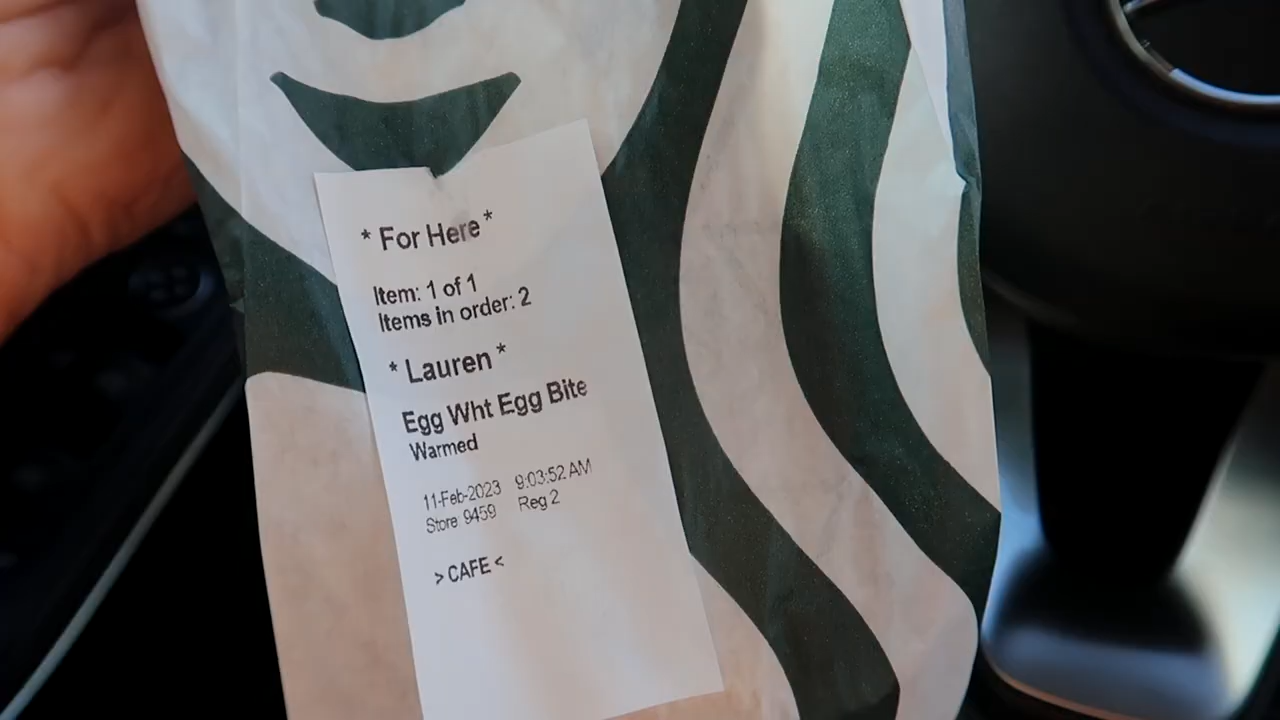 * For Here *
Item: 1 of 1
Items in order: 2
* Lauren *
Egg Wht Egg Bite
Warmed
11-Feb-2023 9:03:52 AM
Store: 9459 Reg 2
> CAFE <